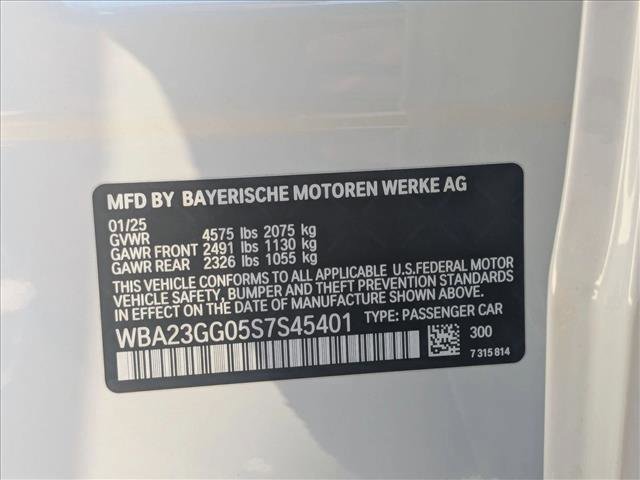 MFD BY BAYERISCHE MOTOREN WERKE AG
01/25
GVWR 4575 lbs 2075 kg
GAWR FRONT 2491 lbs 1130 kg
GAWR REAR 2326 lbs 1055 kg
THIS VEHICLE CONFORMS TO ALL APPLICABLE U.S.FEDERAL MOTOR
VEHICLE SAFETY, BUMPER AND THEFT PREVENTION STANDARDS
IN EFFECT ON THE DATE OF MANUFACTURE SHOWN ABOVE.
WBA23GG05S7S45401 TYPE: PASSENGER CAR
300
7 315 814